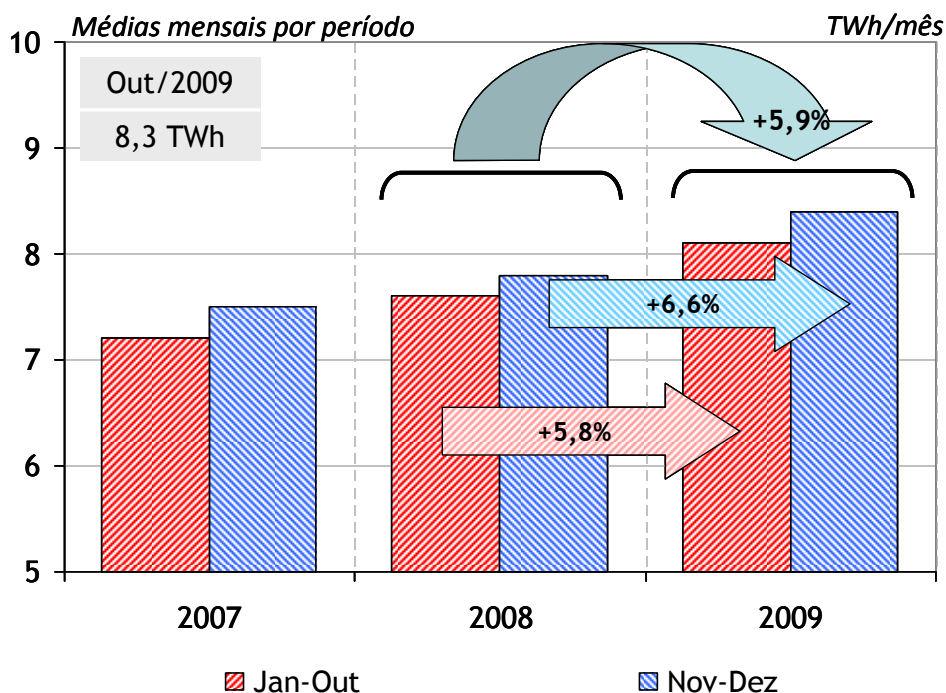 Médias mensais por período
TWh/mês
10
Out/2009
8,3 TWh
+5,9%
9
8
+6,6%
7
+5,8%
6
5
2007
2008
2009
Jan-Out
Nov-Dez